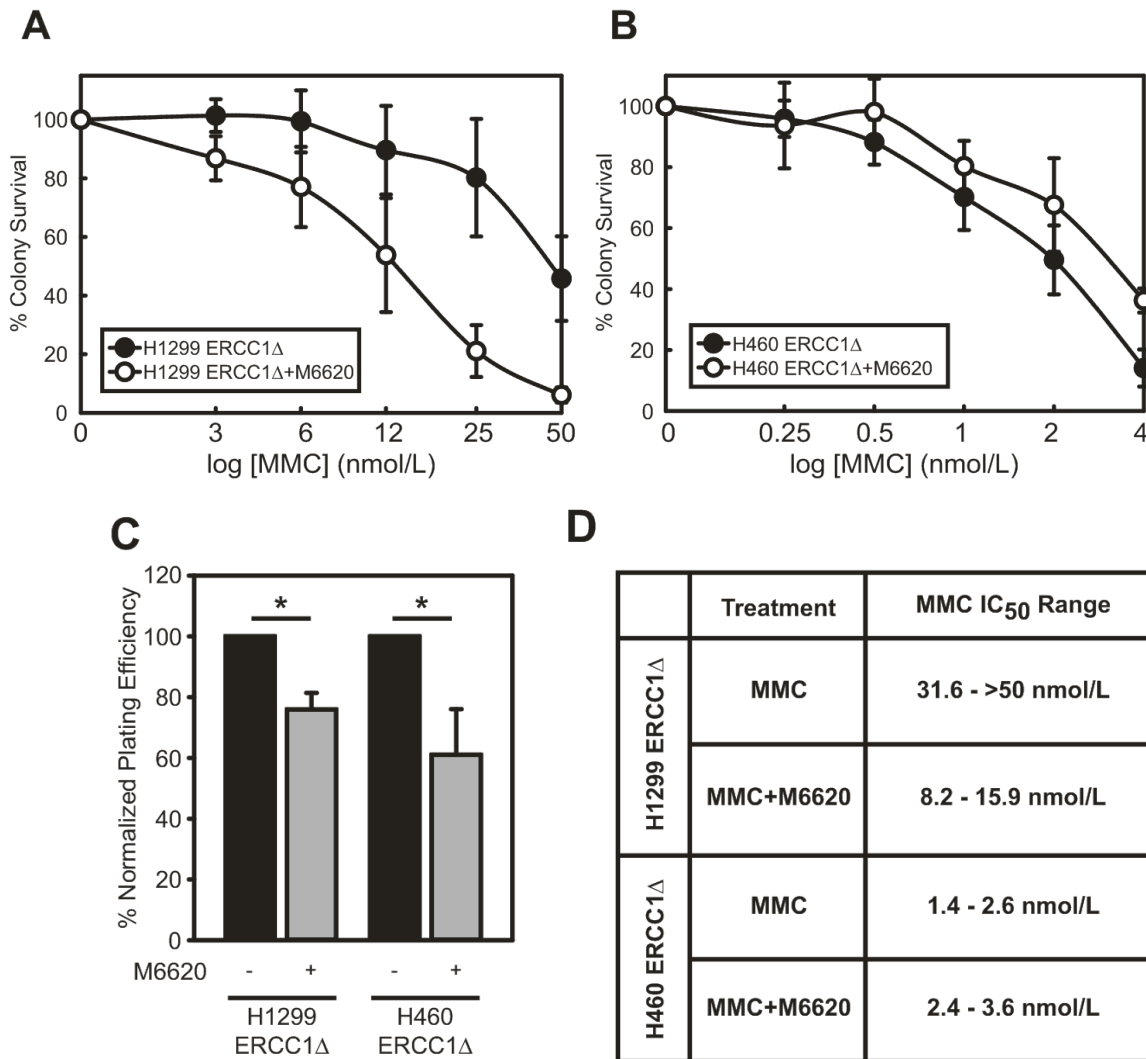 A
% Colony Survival
100
80
60
40
20
0
H1299 ERCC1Δ
H1299 ERCC1Δ+M6620
0 3 6 12 25 50
log [MMC] (nmol/L)
B
% Colony Survival
100
80
60
40
20
0
H460 ERCC1Δ
H460 ERCC1Δ+M6620
0 0.25 0.5 1 2 4
log [MMC] (nmol/L)
C
% Normalized Plating Efficiency
120
100
80
60
40
20
0
* *
M6620 - + - +
H1299 H460
ERCC1Δ ERCC1Δ
D
Treatment MMC IC50 Range
H1299 ERCC1Δ
MMC 31.6 - >50 nmol/L
MMC+M6620 8.2 - 15.9 nmol/L
H460 ERCC1Δ
MMC 1.4 - 2.6 nmol/L
MMC+M6620 2.4 - 3.6 nmol/L